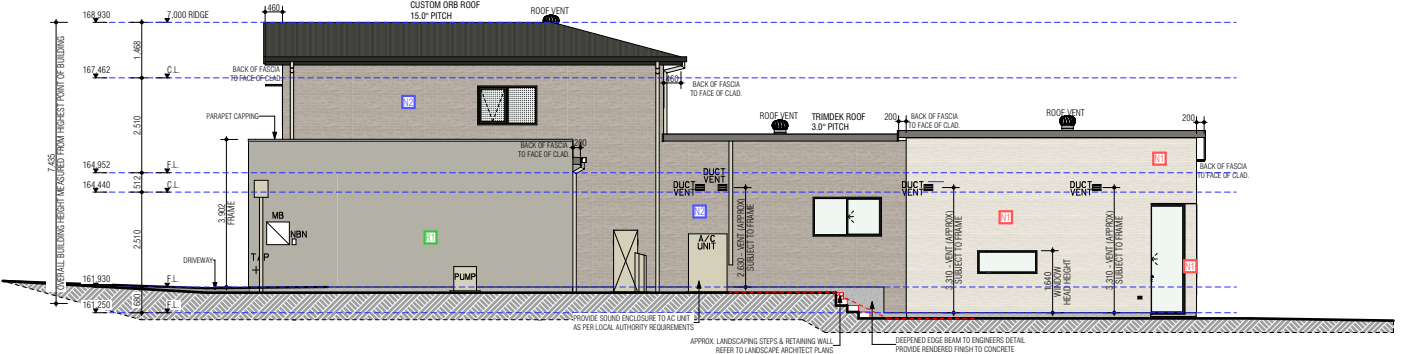 CUSTOM ORB ROOF
15.0° PITCH
ROOF VENT
460
168,930
7.000 RIDGE
1.468
167,462
C.L.
BACK OF FASCIA
TO FACE OF CLAD.
460
BACK OF FASCIA
TO FACE OF CLAD.
7.435
OVERALL BUILDING HEIGHT MEASURED FROM HIGHEST POINT OF BUILDING
2.510
N2
PARAPET CAPPING
ROOF VENT
TRIMDEK ROOF
3.0° PITCH
200
BACK OF FASCIA
TO FACE OF CLAD.
ROOF VENT
200
BACK OF FASCIA
TO FACE OF CLAD.
200
BACK OF FASCIA
TO FACE OF CLAD.
N1
164,952
F.L.
.512
164,440
C.L.
DUCT
VENT
DUCT
VENT
DUCT
VENT
DUCT
VENT
3.902
FRAME
2.510
MB
NBN
TAP
R1
N2
A/C
UNIT
2.630 - VENT (APPROX)
SUBJECT TO FRAME
3.310 - VENT (APPROX)
SUBJECT TO FRAME
N1
1.640
WINDOW
HEAD HEIGHT
3.310 - VENT (APPROX)
SUBJECT TO FRAME
N1
DRIVEWAY
PUMP
161,930
F.L.
.680
161,250
F.L.
PROVIDE SOUND ENCLOSURE TO AC UNIT
AS PER LOCAL AUTHORITY REQUIREMENTS
APPROX. LANDSCAPING STEPS & RETAINING WALL
REFER TO LANDSCAPE ARCHITECT PLANS
DEEPENED EDGE BEAM TO ENGINEERS DETAIL
PROVIDE RENDERED FINISH TO CONCRETE